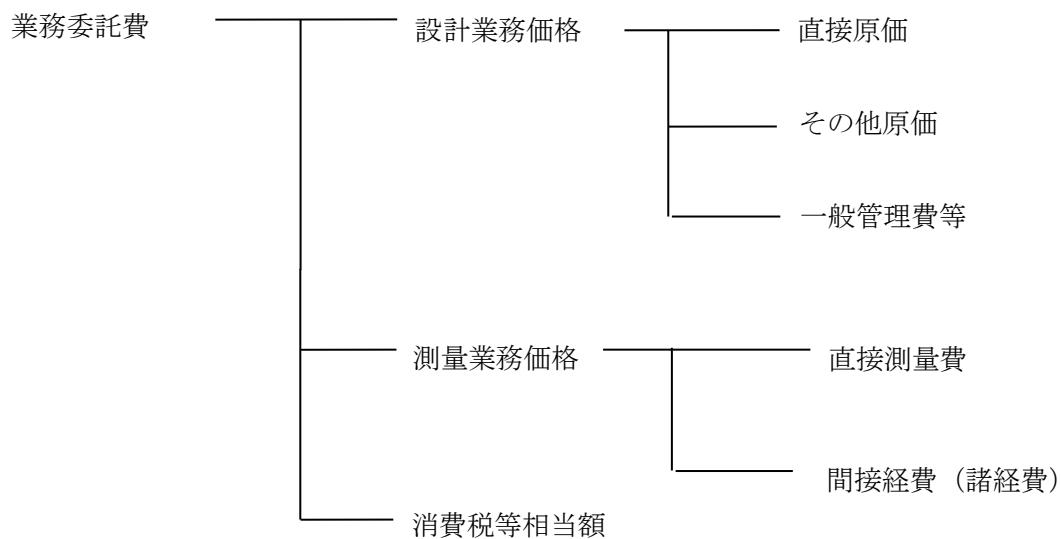 業務委託費
設計業務価格
直接原価
その他原価
一般管理費等
測量業務価格
直接測量費
間接経費（諸経費）
消費税等相当額